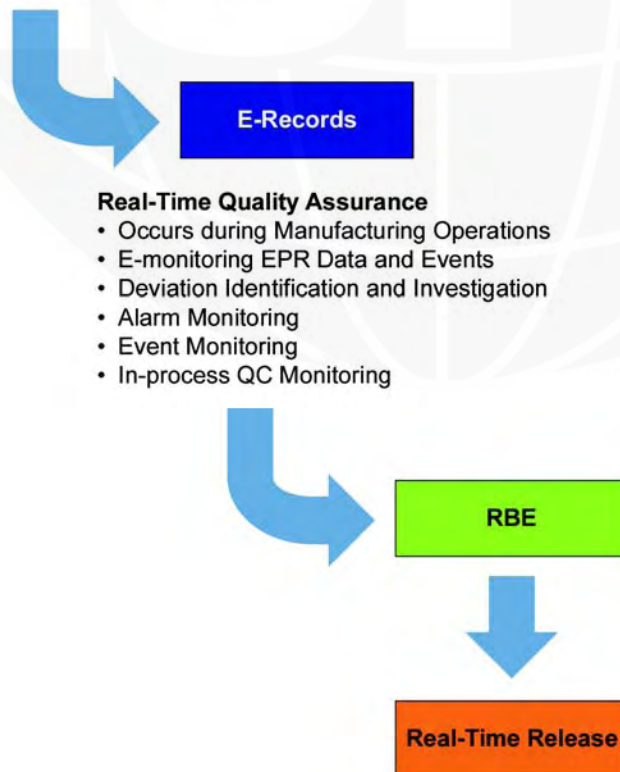 E-Records
Real-Time Quality Assurance
• Occurs during Manufacturing Operations
• E-monitoring EPR Data and Events
• Deviation Identification and Investigation
• Alarm Monitoring
• Event Monitoring
• In-process QC Monitoring
RBE
Real-Time Release